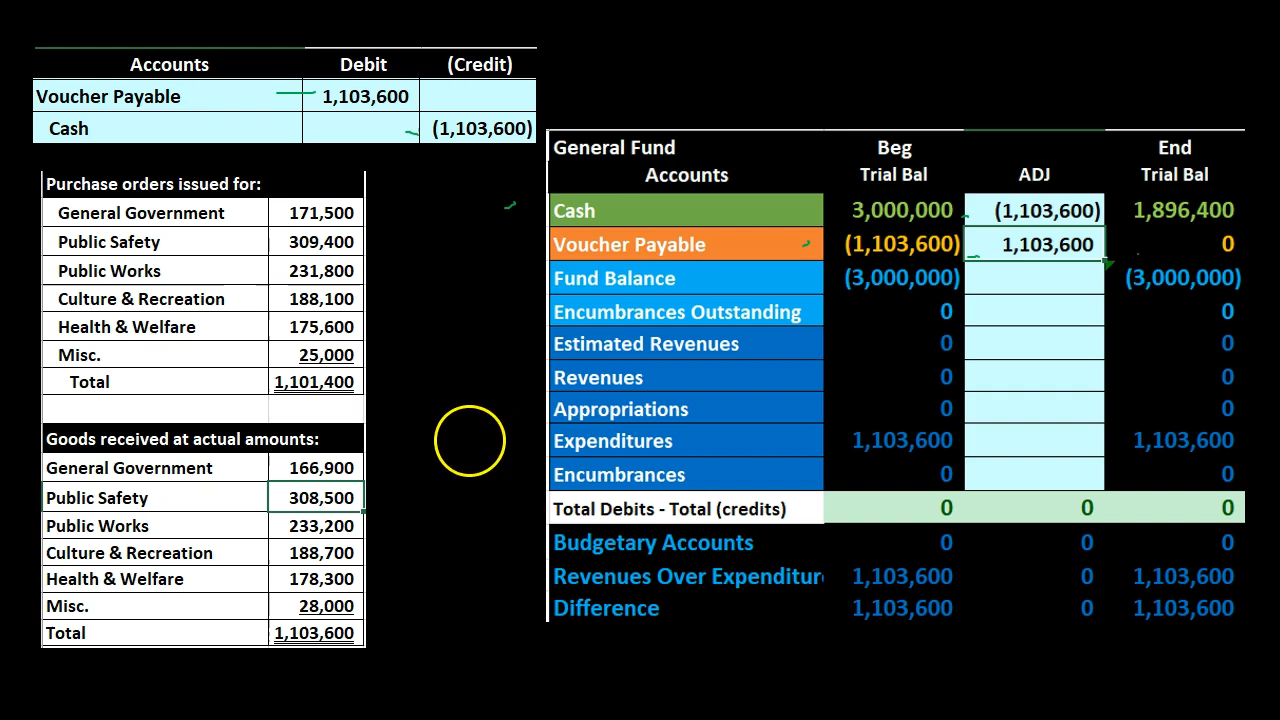 Accounts Debit (Credit)
Voucher Payable 1,103,600
Cash (1,103,600)
Purchase orders issued for:
General Government 171,500
Public Safety 309,400
Public Works 231,800
Culture & Recreation 188,100
Health & Welfare 175,600
Misc. 25,000
Total 1,101,400
Goods received at actual amounts:
General Government 166,900
Public Safety 308,500
Public Works 233,200
Culture & Recreation 188,700
Health & Welfare 178,300
Misc. 28,000
Total 1,103,600
General Fund Beg End
Accounts Trial Bal ADJ Trial Bal
Cash 3,000,000 (1,103,600) 1,896,400
Voucher Payable (1,103,600) 1,103,600 0
Fund Balance (3,000,000) (3,000,000)
Encumbrances Outstanding 0 0
Estimated Revenues 0 0
Revenues 0 0
Appropriations 0 0
Expenditures 1,103,600 1,103,600
Encumbrances 0 0
Total Debits - Total (credits) 0 0 0
Budgetary Accounts 0 0 0
Revenues Over Expenditur 1,103,600 0 1,103,600
Difference 1,103,600 0 1,103,600